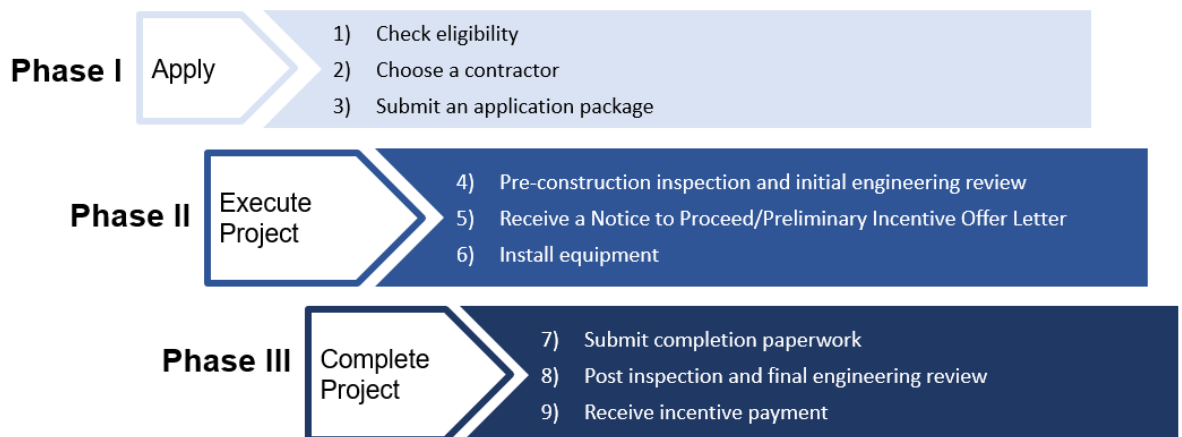 Phase I
Apply
1) Check eligibility
2) Choose a contractor
3) Submit an application package
Phase II
Execute
Project
4) Pre-construction inspection and initial engineering review
5) Receive a Notice to Proceed/Preliminary Incentive Offer Letter
6) Install equipment
Phase III
Complete
Project
7) Submit completion paperwork
8) Post inspection and final engineering review
9) Receive incentive payment